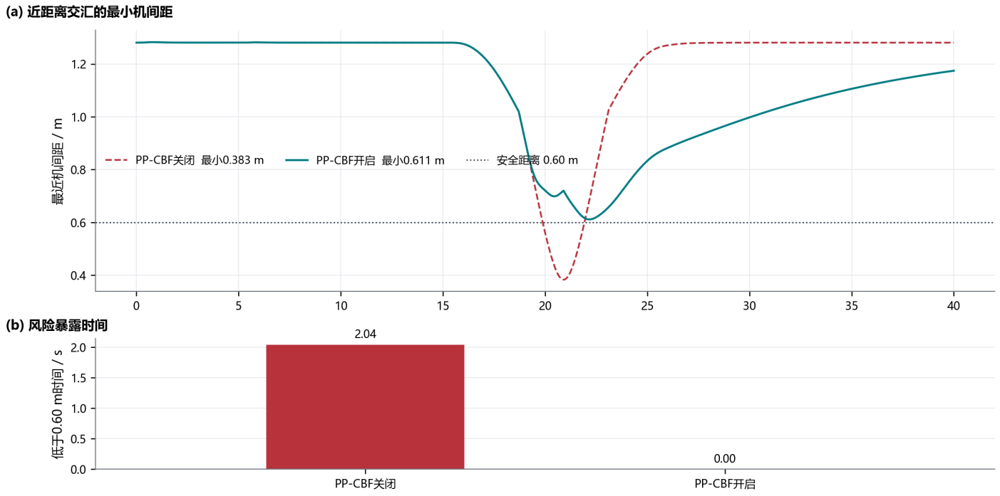 (a) 近距离交汇的最小机间距
最近机间距 / m
1.2
1.0
0.8
0.6
0.4
PP-CBF关闭 最小0.383 m
PP-CBF开启 最小0.611 m
安全距离 0.60 m
0 5 10 15 20 25 30 35 40
(b) 风险暴露时间
低于0.60 m时间 / s
2.0
1.5
1.0
0.5
0.0
2.04
0.00
PP-CBF关闭 PP-CBF开启